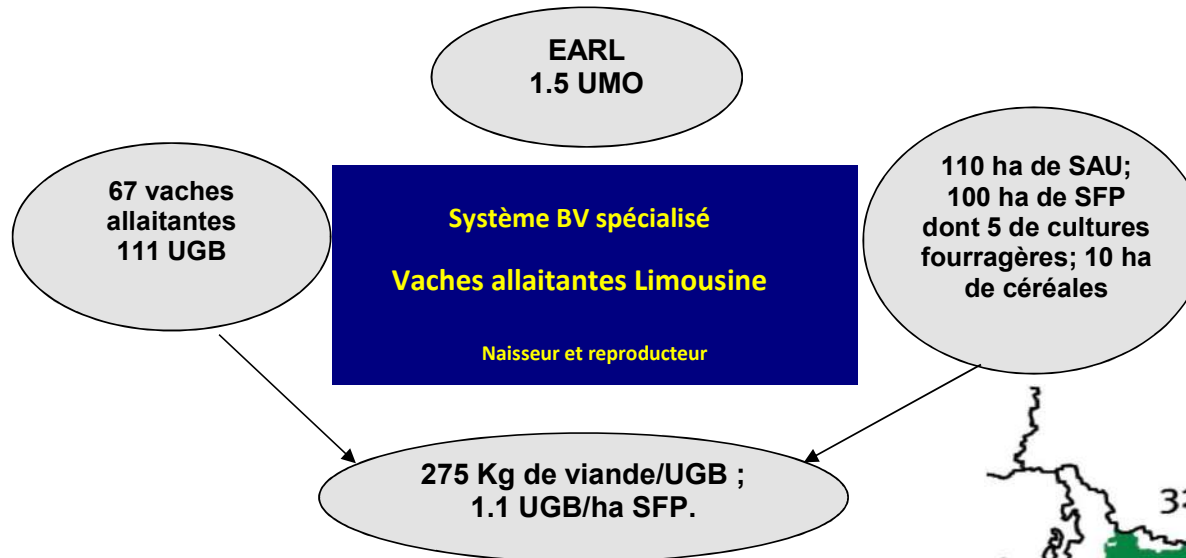 EARL
1.5 UMO
67 vaches
allaitantes
111 UGB
Système BV spécialisé
Vaches allaitantes Limousine
Naisseur et reproducteur
110 ha de SAU;
100 ha de SFP
dont 5 de cultures
fourragères; 10 ha
de céréales
275 Kg de viande/UGB ;
1.1 UGB/ha SFP.